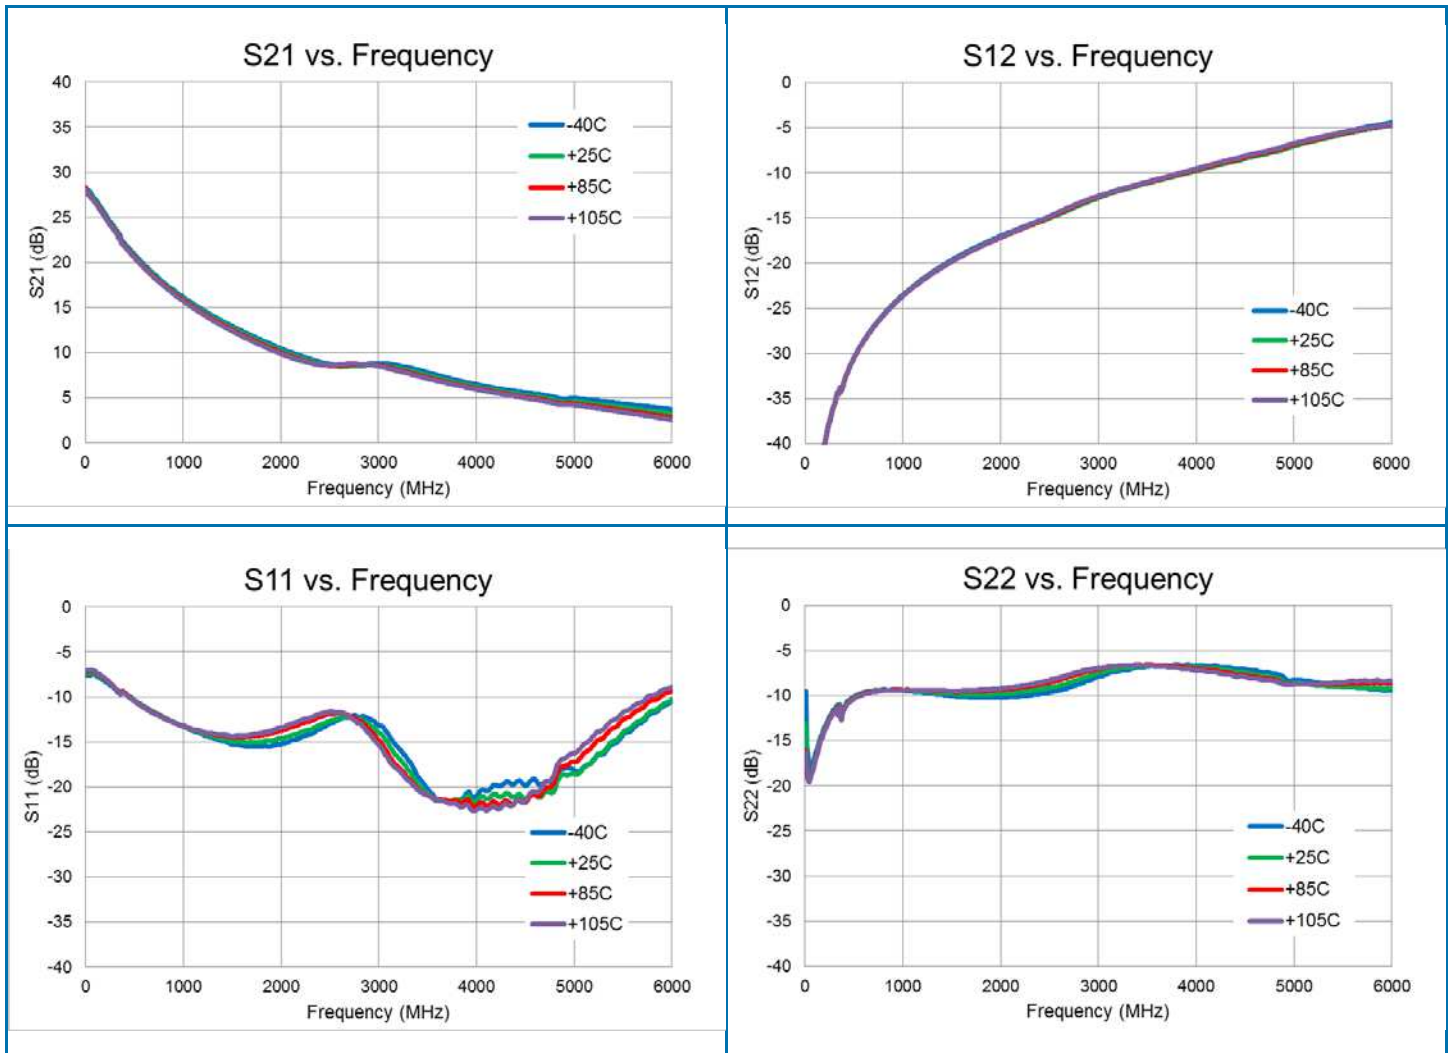 S21 vs. Frequency
40
35
30
25
20
15
10
5
0
S21 (dB)
-40C
+25C
+85C
+105C
0 1000 2000 3000 4000 5000 6000
Frequency (MHz)
S12 vs. Frequency
0
-5
-10
-15
-20
-25
-30
-35
-40
S12 (dB)
-40C
+25C
+85C
+105C
0 1000 2000 3000 4000 5000 6000
Frequency (MHz)
S11 vs. Frequency
0
-5
-10
-15
-20
-25
-30
-35
-40
S11 (dB)
-40C
+25C
+85C
+105C
0 1000 2000 3000 4000 5000 6000
Frequency (MHz)
S22 vs. Frequency
0
-5
-10
-15
-20
-25
-30
-35
-40
S22 (dB)
-40C
+25C
+85C
+105C
0 1000 2000 3000 4000 5000 6000
Frequency (MHz)